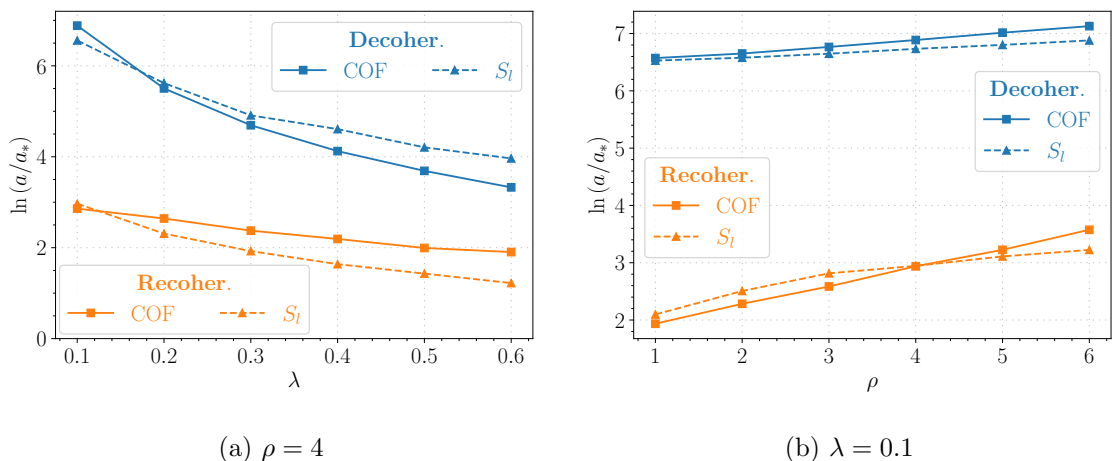 ln (a/a_*)
6
4
2
0
Decoher.
COF S_l
Recoher.
COF S_l
0.1 0.2 0.3 0.4 0.5 0.6
λ
(a) ρ = 4
ln (a/a_*)
7
6
5
4
3
2
Decoher.
COF
S_l
Recoher.
COF
S_l
1 2 3 4 5 6
ρ
(b) λ = 0.1